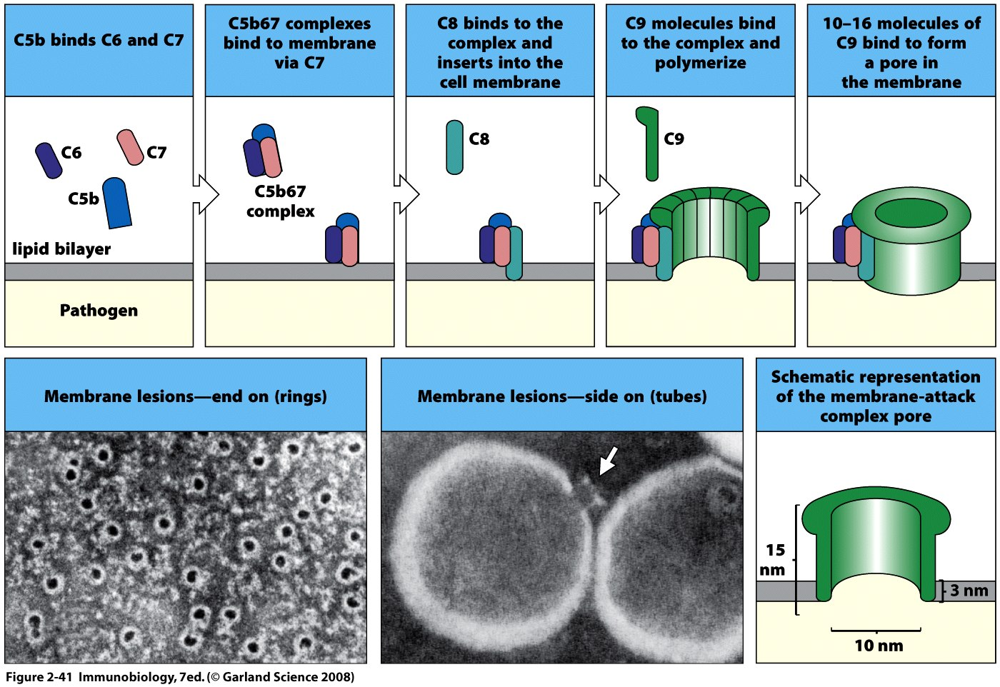 C5b binds C6 and C7
C5b67 complexes
bind to membrane
via C7
C8 binds to the
complex and
inserts into the
cell membrane
C9 molecules bind
to the complex and
polymerize
10–16 molecules of
C9 bind to form
a pore in
the membrane
C6
C7
C5b
lipid bilayer
Pathogen
C5b67
complex
C8
C9
Membrane lesions—end on (rings)
Membrane lesions—side on (tubes)
Schematic representation
of the membrane-attack
complex pore
15
nm
3 nm
10 nm
Figure 2-41 Immunobiology, 7ed. (© Garland Science 2008)